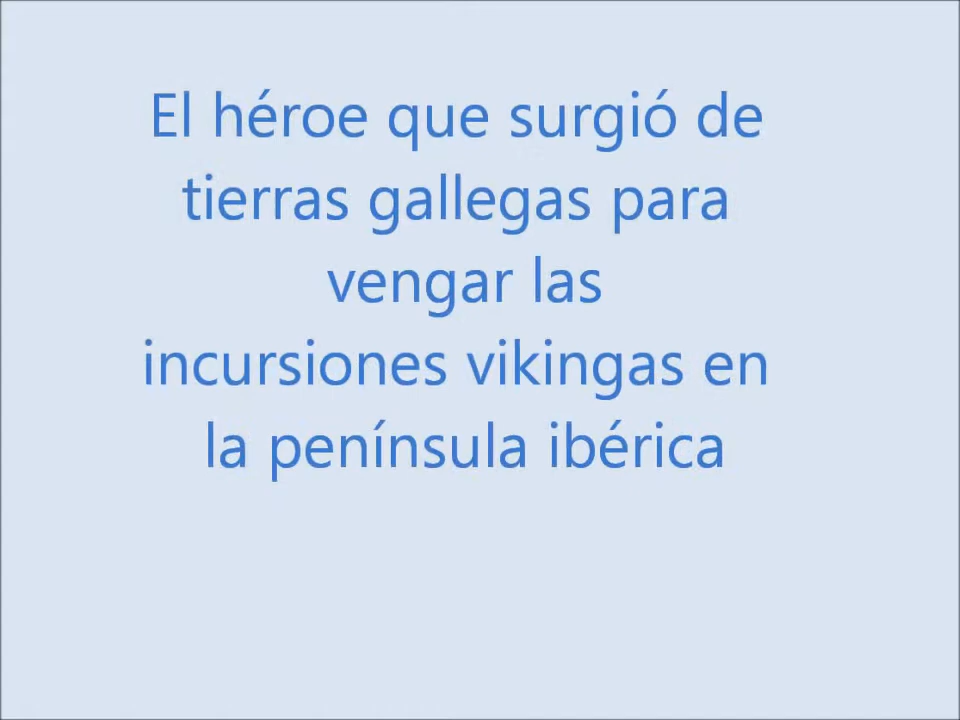 El héroe que surgió de
tierras gallegas para
vengar las
incursiones vikingas en
la península ibérica